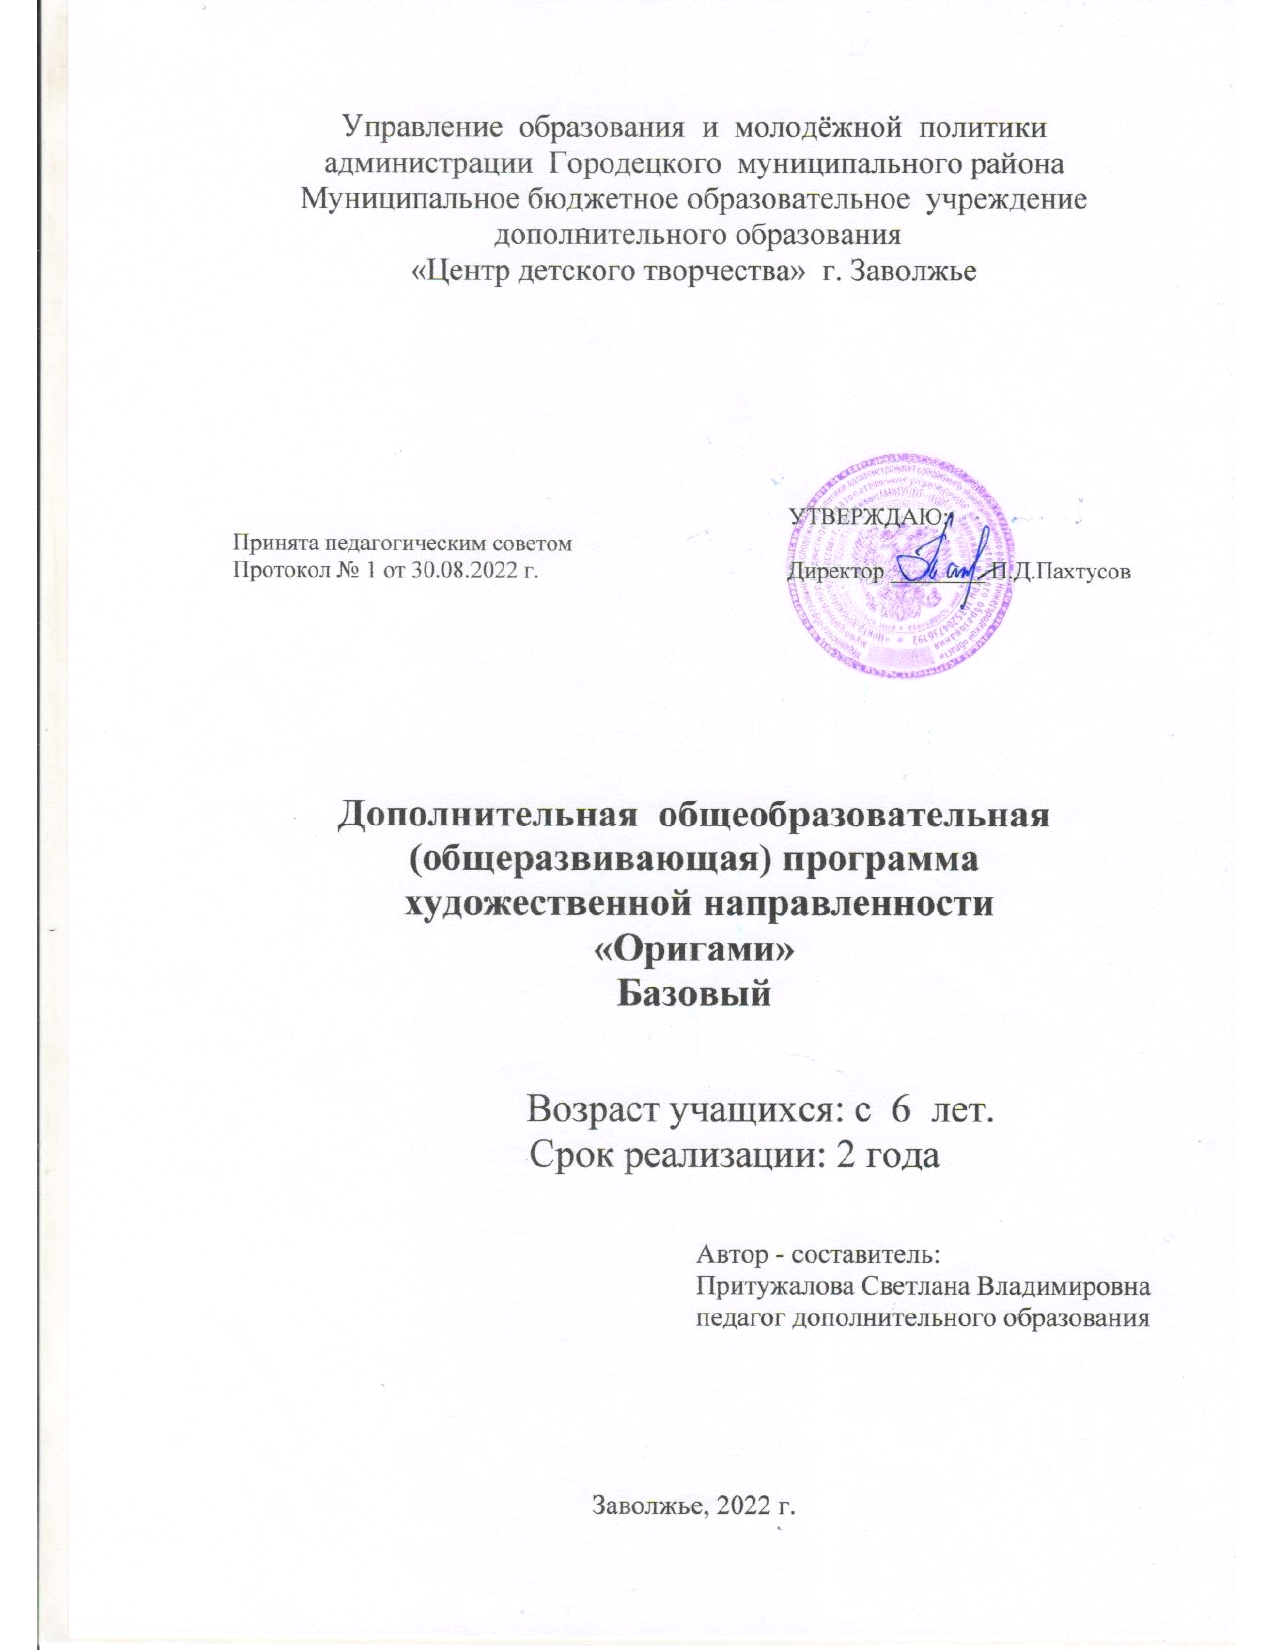 Управление образования и молодёжной политики
администрации Городецкого муниципального района
Муниципальное бюджетное образовательное учреждение
дополнительного образования
«Центр детского творчества» г. Заволжье
Принята педагогическим советом
Протокол № 1 от 30.08.2022 г.
УТВЕРЖДАЮ:
Директор ________ П.Д.Пахтусов
Дополнительная общеобразовательная
(общеразвивающая) программа
художественной направленности
«Оригами»
Базовый
Возраст учащихся: с 6 лет.
Срок реализации: 2 года
Автор - составитель:
Притужалова Светлана Владимировна
педагог дополнительного образования
Заволжье, 2022 г.